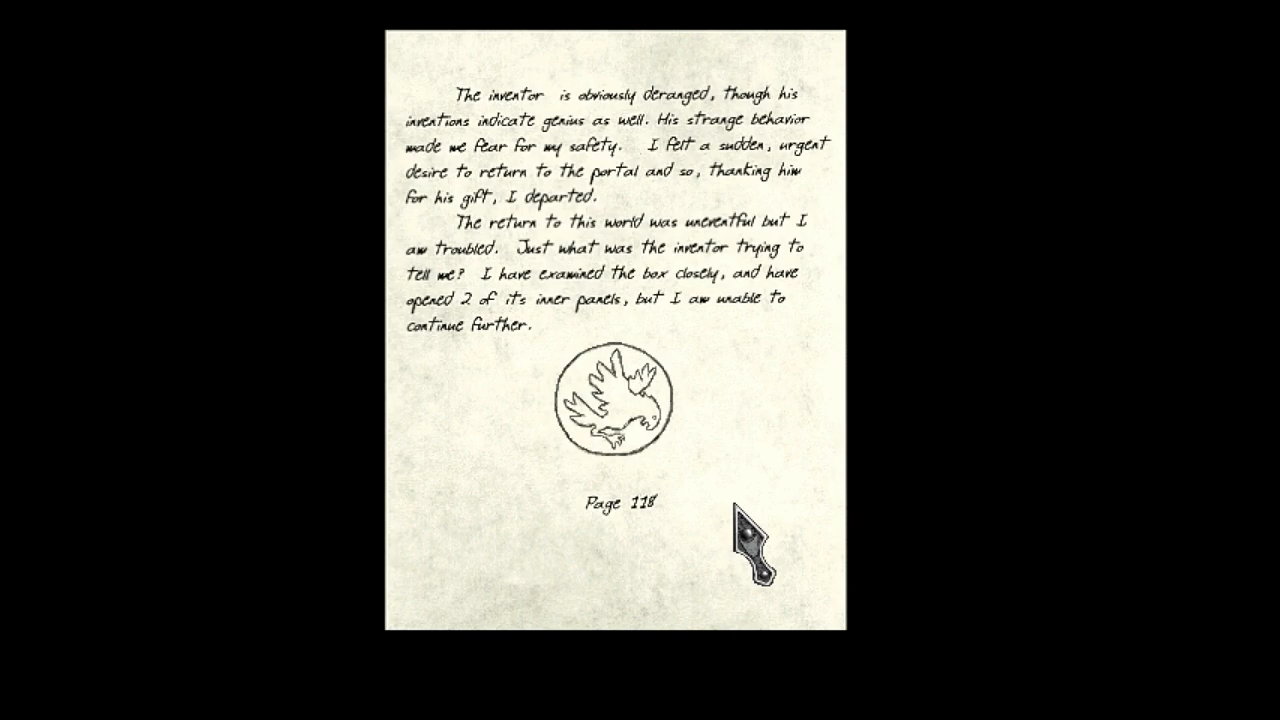 The inventor is obviously deranged, though his
inventions indicate genius as well. His strange behavior
made me fear for my safety. I felt a sudden, urgent
desire to return to the portal and so, thanking him
for his gift, I departed.
The return to this world was uneventful but I
am troubled. Just what was the inventor trying to
tell me? I have examined the box closely, and have
opened 2 of its inner panels, but I am unable to
continue further.
Page 118